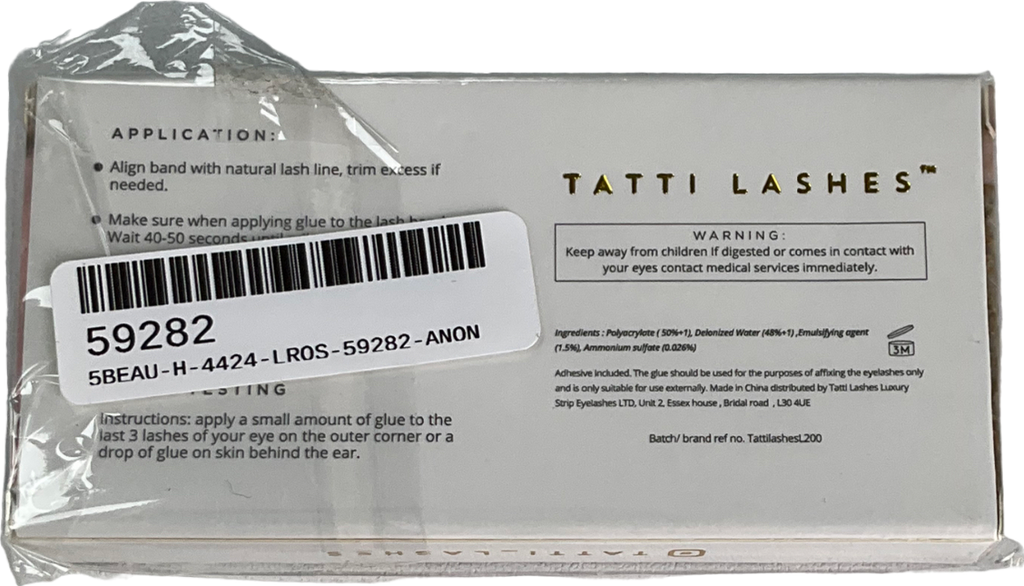 APPLICATION:
• Align band with natural lash line, trim excess if
needed.
• Make sure when applying glue to the lash
Wait 40-50 seconds until
59282
5BEAU-H-4424-LROS-59282-ANON
TESTING
Instructions: apply a small amount of glue to the
last 3 lashes of your eye on the outer corner or a
drop of glue on skin behind the ear.
TATTI LASHES™
WARNING:
Keep away from children If digested or comes in contact with
your eyes contact medical services immediately.
Ingredients : Polyacrylate ( 50%+1), Deionized Water (48%+1) ,Emulsifying agent
(1.5%), Ammonium sulfate (0.026%)
3M
Adhesive included. The glue should be used for the purposes of affixing the eyelashes only
and is only suitable for use externally. Made in China distributed by Tatti Lashes Luxury
Strip Eyelashes LTD, Unit 2, Essex house , Bridal road , L30 4UE
Batch/ brand ref no. TattilashesL200
TATTI_LASHES